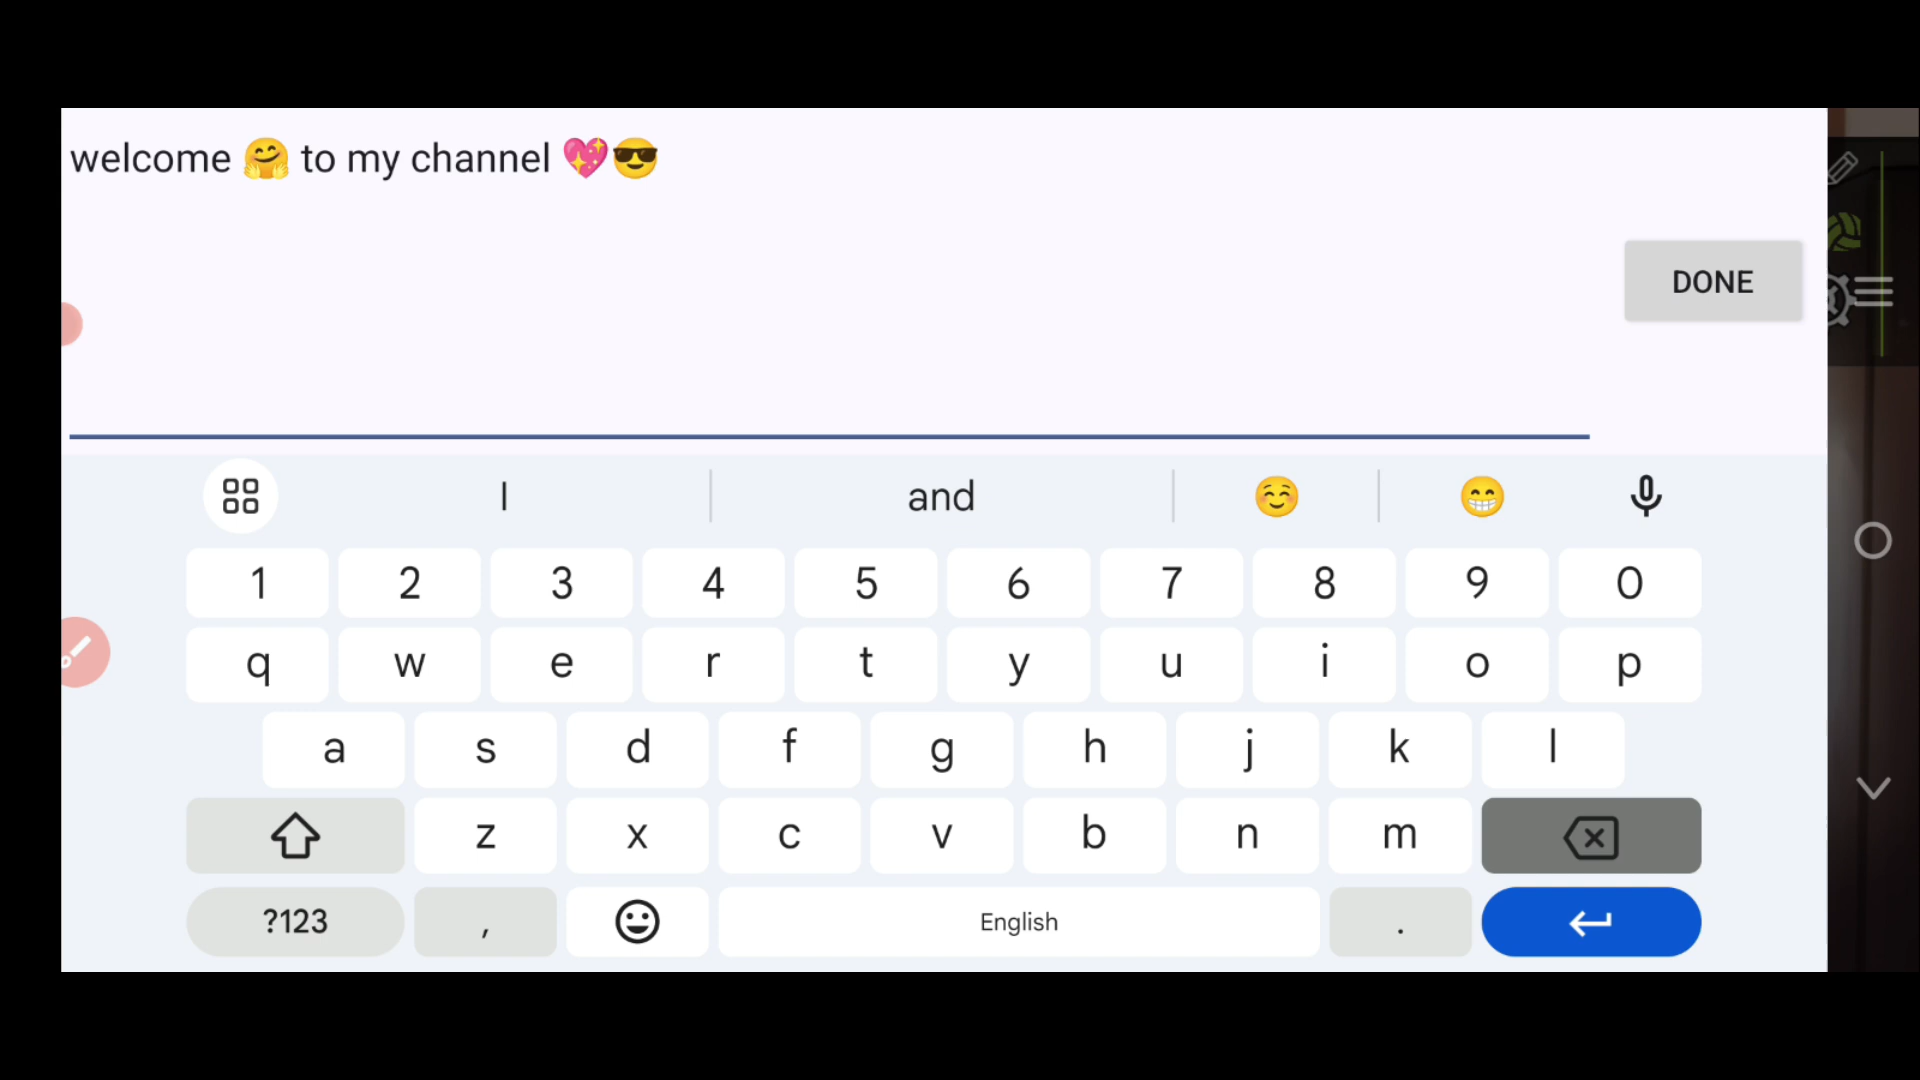 welcome 🤗 to my channel 💖😎
DONE
I and ☺️ 😁
1 2 3 4 5 6 7 8 9 0
q w e r t y u i o p
a s d f g h j k l
z x c v b n m
?123 , English .